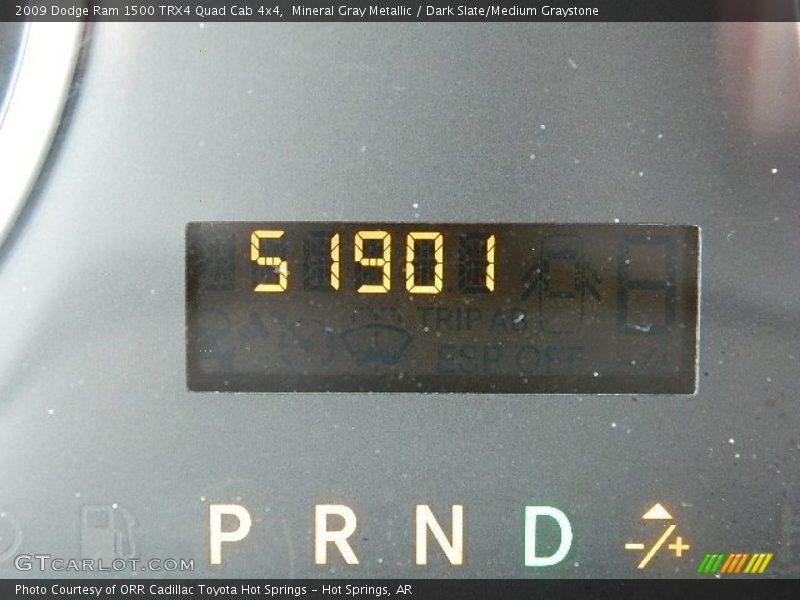 2009 Dodge Ram 1500 TRX4 Quad Cab 4x4,  Mineral Gray Metallic / Dark Slate/Medium Graystone
51901
TRIP AB
ESP OFF
P R N D -/+
GTCARLOT.COM
Photo Courtesy of ORR Cadillac Toyota Hot Springs - Hot Springs, AR